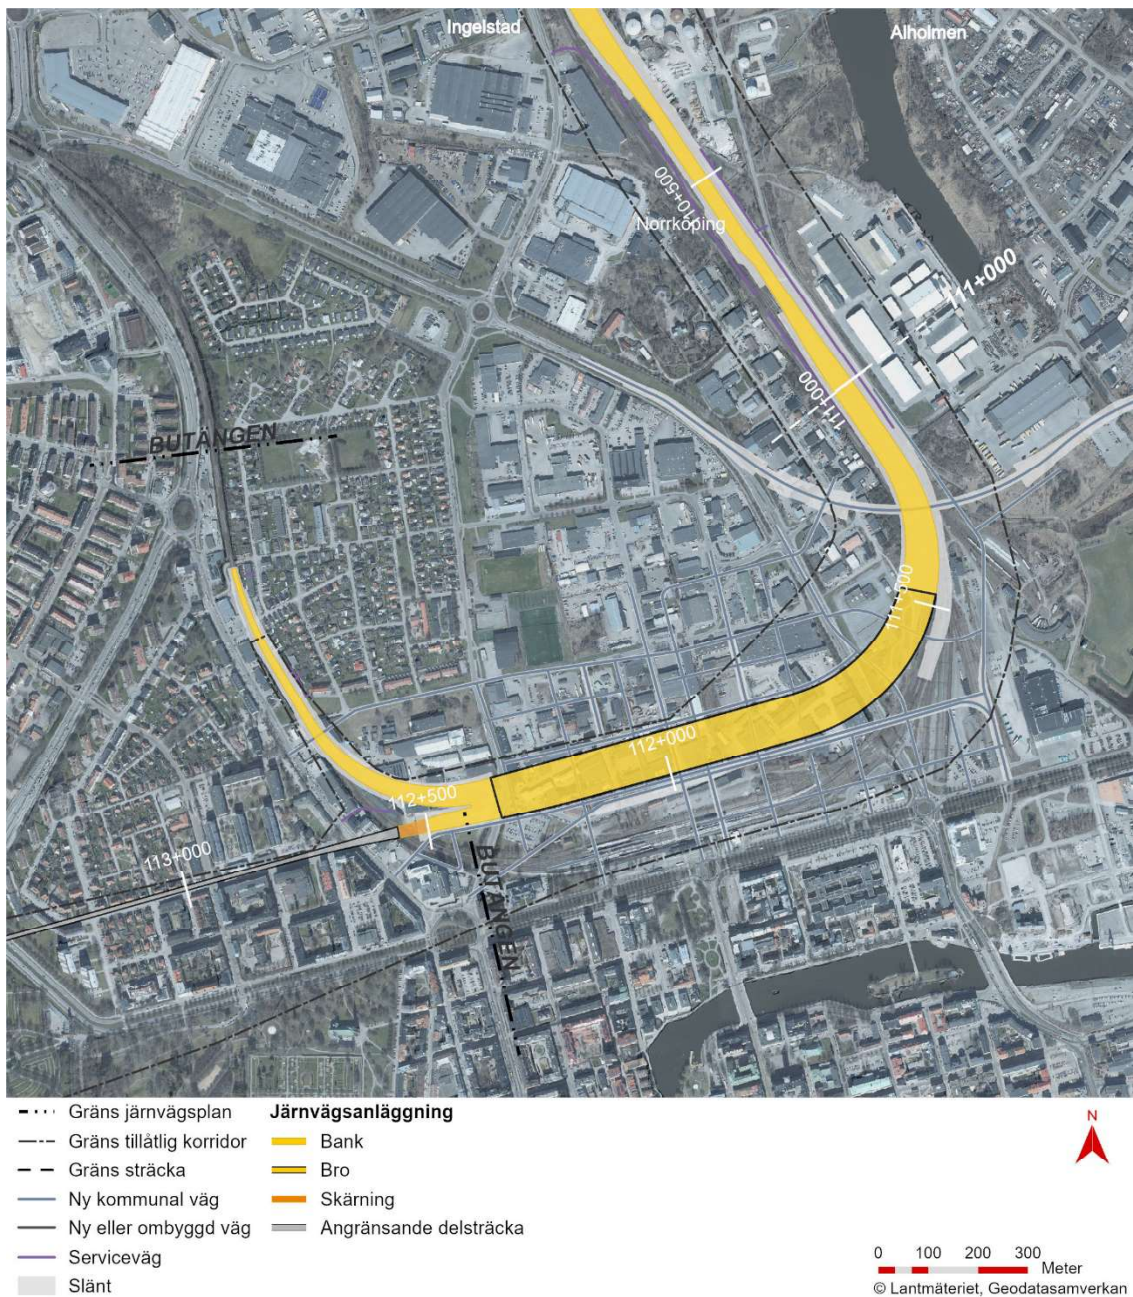 Ingelstad
Alholmen
110+500
Norrköping
111+000
111+000
BUTÄNGEN
111+500
112+000
112+500
113+000
BUTÄNGEN
Gräns järnvägsplan
Gräns tillåtlig korridor
Gräns sträcka
Ny kommunal väg
Ny eller ombyggd väg
Serviceväg
Slänt
Järnvägsanläggning
Bank
Bro
Skärning
Angränsande delsträcka
N
0 100 200 300
Meter
© Lantmäteriet, Geodatasamverkan